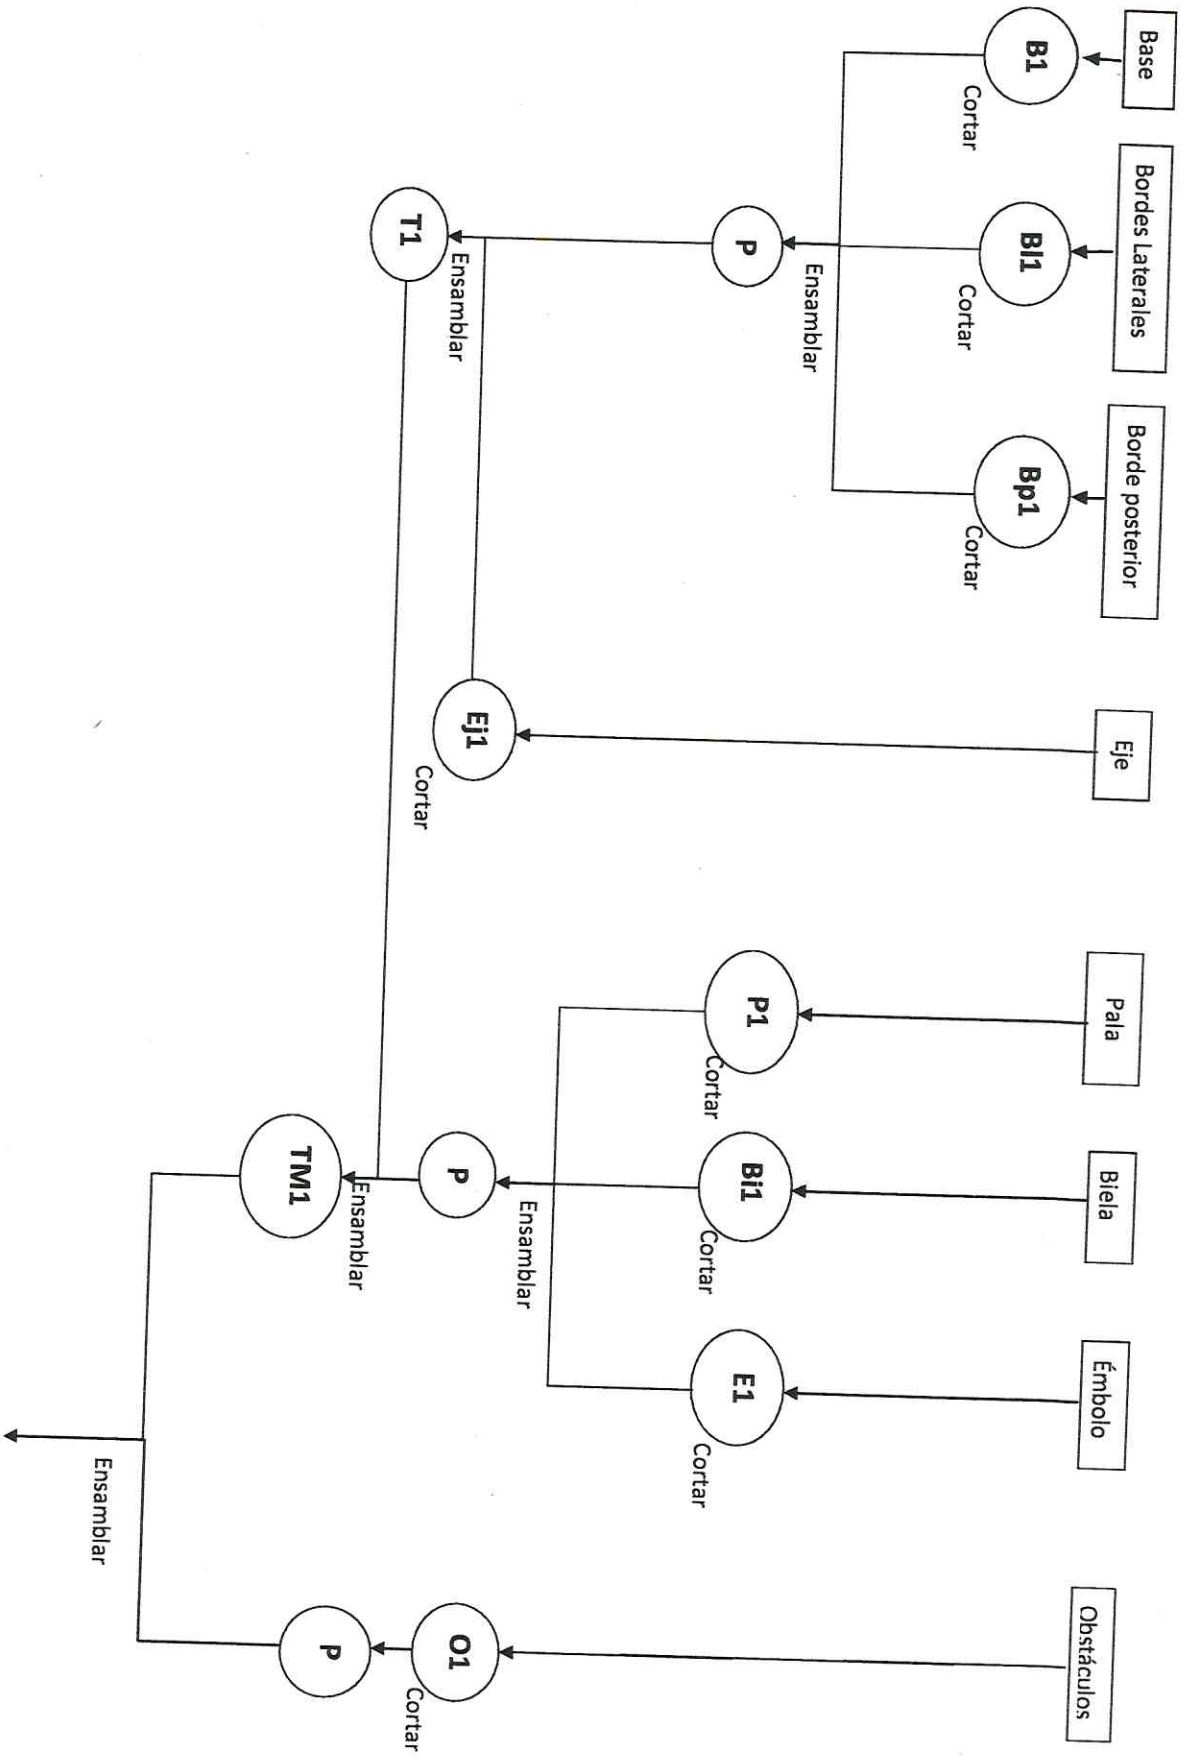 Base
Bordes Laterales
Borde posterior
Eje
Pala
Biela
Émbolo
Obstáculos
B1
Cortar
Bl1
Cortar
Bp1
Cortar
P
Ensamblar
Ej1
Cortar
T1
Ensamblar
P1
Cortar
Bi1
Cortar
E1
Cortar
P
Ensamblar
TM1
Ensamblar
O1
Cortar
P
Ensamblar